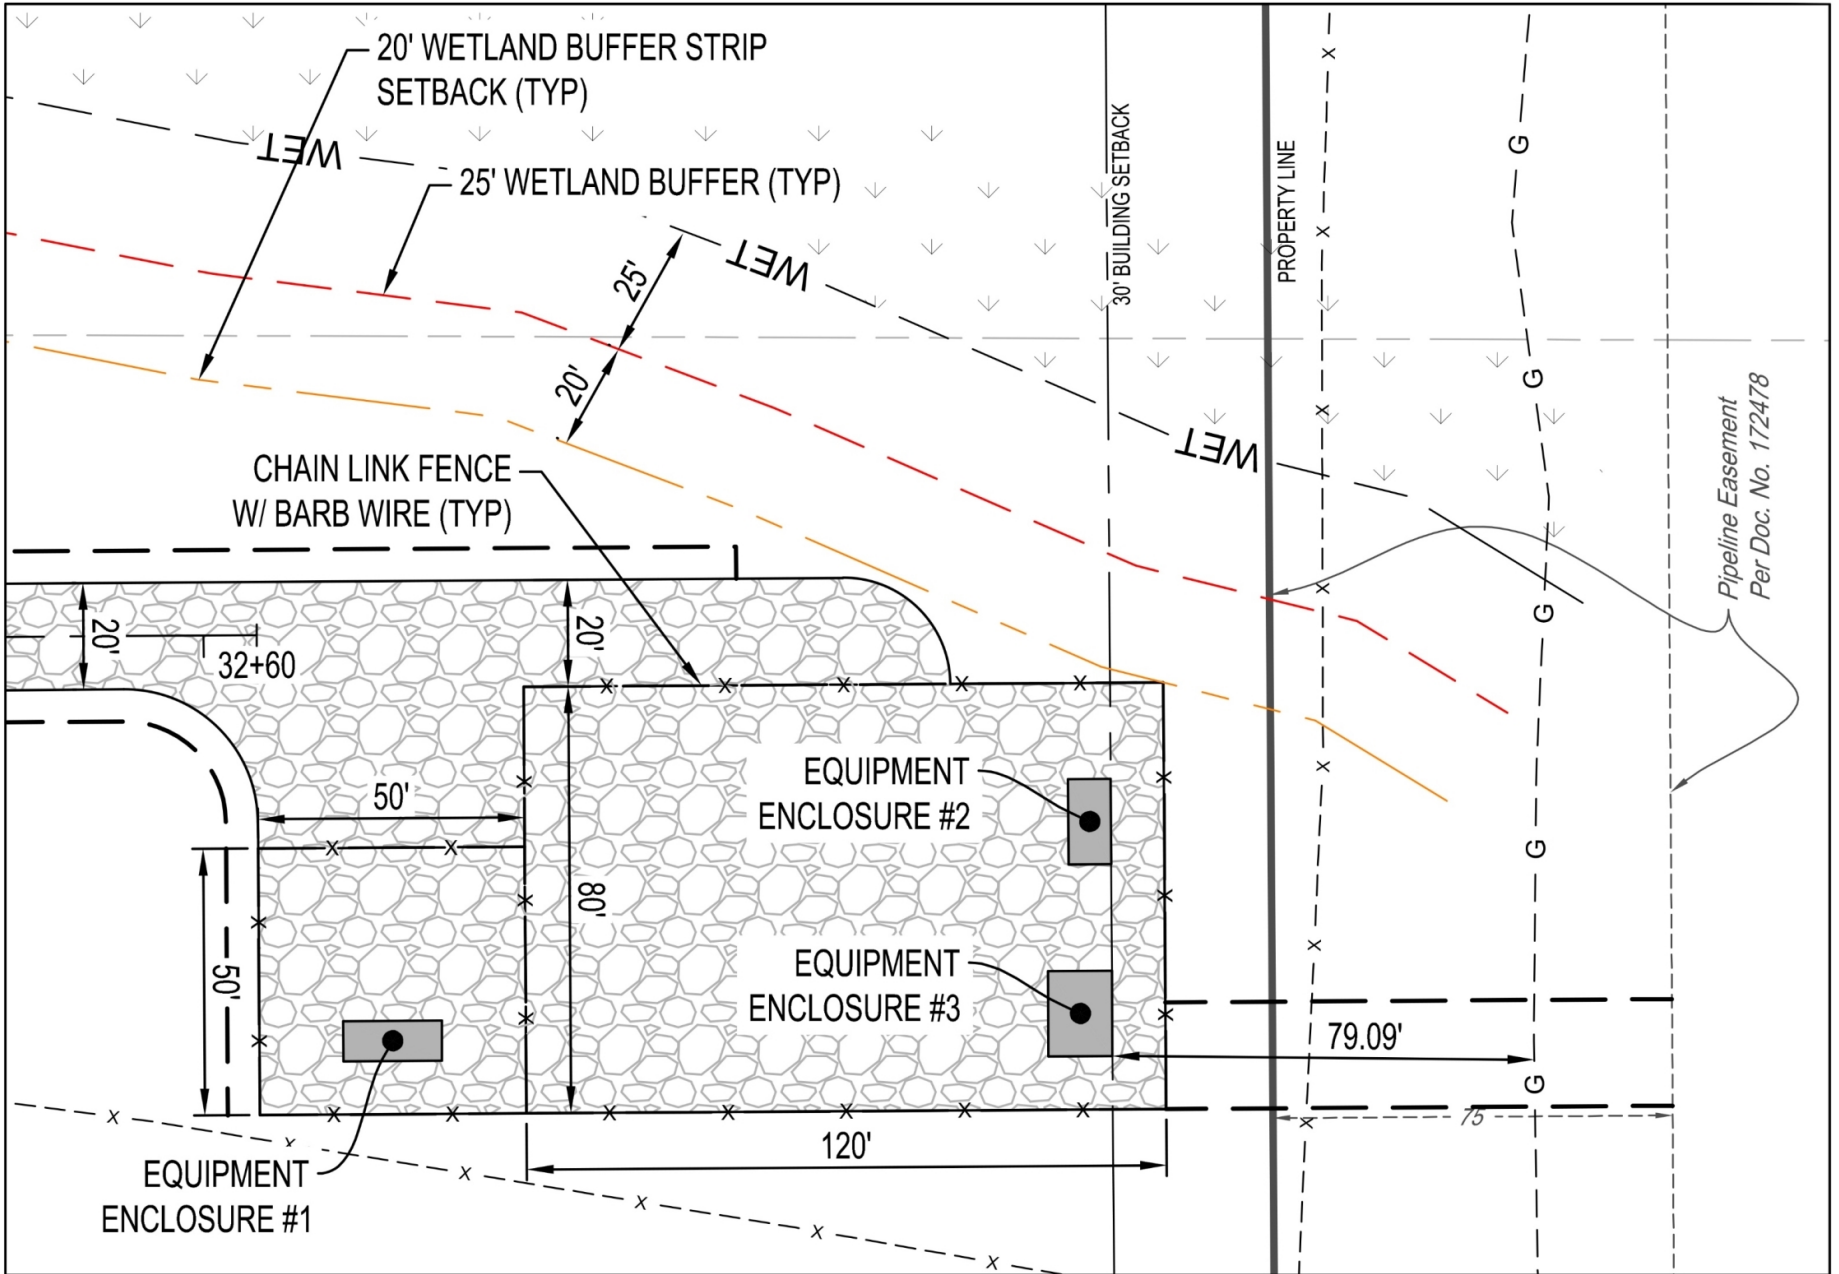 20' WETLAND BUFFER STRIP
SETBACK (TYP)
WET
25' WETLAND BUFFER (TYP)
30' BUILDING SETBACK
PROPERTY LINE
x
G
WET
25'
20'
x
x
G
WET
CHAIN LINK FENCE
W/ BARB WIRE (TYP)
Pipeline Easement
Per Doc. No. 172478
20'
20'
32+60
x
G
X
X
X
X
X
EQUIPMENT
ENCLOSURE #2
50'
X
X
x
X
X
G
80'
X
X
X
50'
EQUIPMENT
ENCLOSURE #3
x
X
X
X
79.09'
G
X
X
X
X
X
X
X
75
x
x
x
120'
EQUIPMENT
ENCLOSURE #1
x
x
x
x